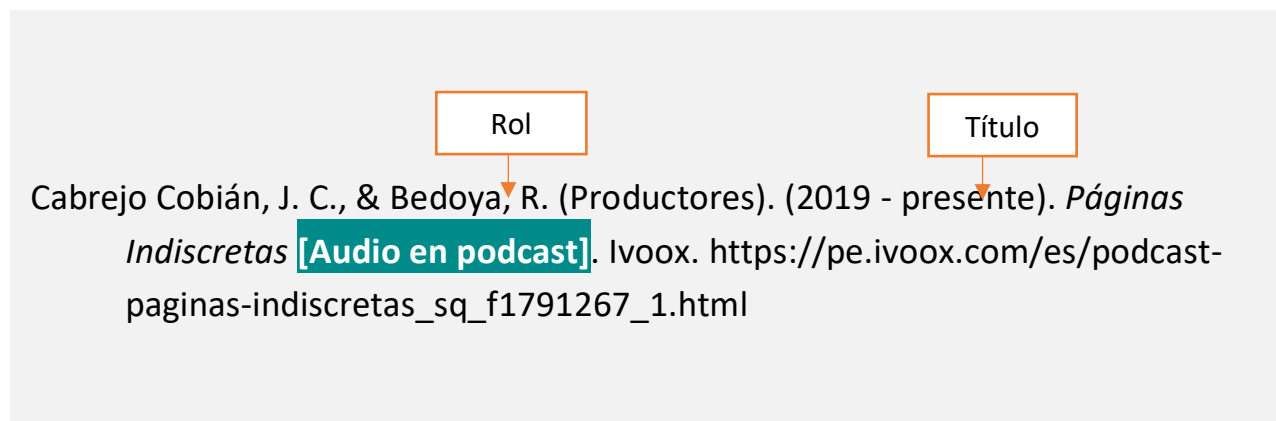 Rol
Título
Cabrejo Cobián, J. C., & Bedoya, R. (Productores). (2019 - presente). Páginas
Indiscretas [Audio en podcast]. Ivoox. https://pe.ivoox.com/es/podcast-
paginas-indiscretas_sq_f1791267_1.html